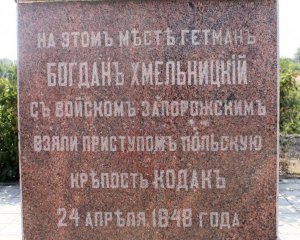 НА ЭТОМЪ МѢСТѢ ГЕТМАНЪ
БОГДАНЪ ХМЕЛЬНИЦКІЙ
СЪ ВОЙСКОМЪ ЗАПОРОЖСКИМЪ
ВЗЯЛИ ПРИСТУПОМЪ ПОЛЬСКУЮ
КРѢПОСТЬ КОДАКЪ
24 АПРѢЛЯ, 1648 ГОДА